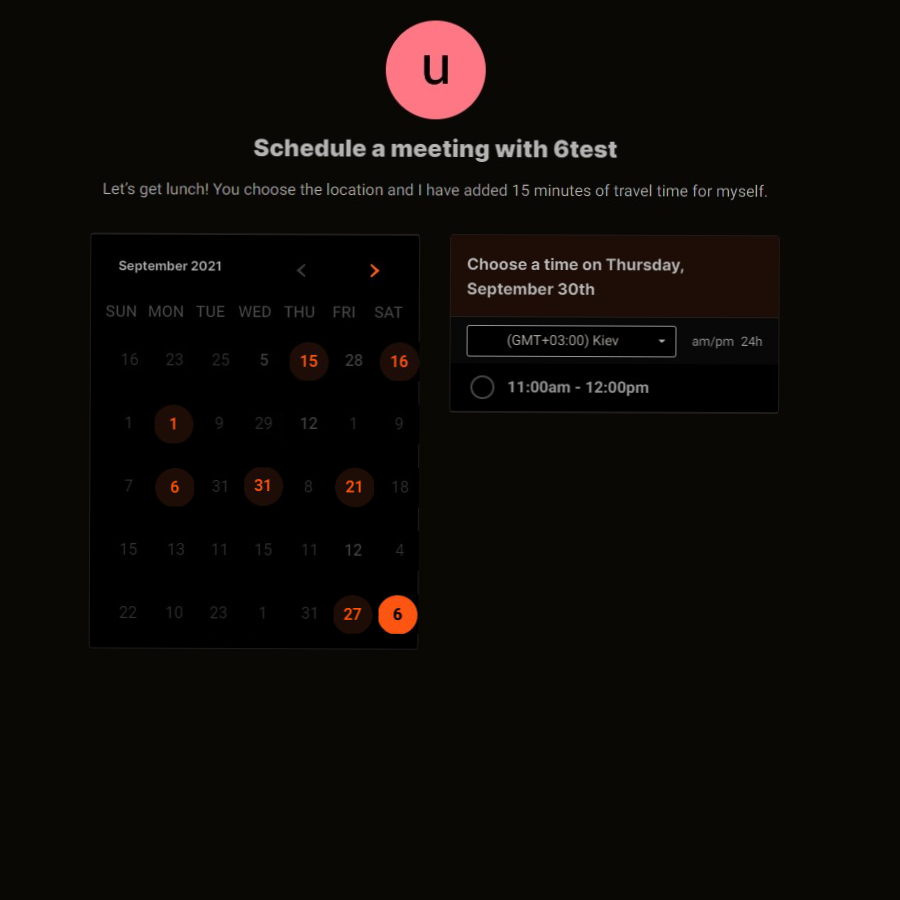 u
Schedule a meeting with 6test
Let's get lunch! You choose the location and I have added 15 minutes of travel time for myself.
September 2021
SUN MON TUE WED THU FRI SAT
16 23 25 5 15 28 16
1 1 9 29 12 1 9
7 6 31 31 8 21 18
15 13 11 15 11 12 4
22 10 23 1 31 27 6
Choose a time on Thursday,
September 30th
(GMT+03:00) Kiev am/pm 24h
11:00am - 12:00pm